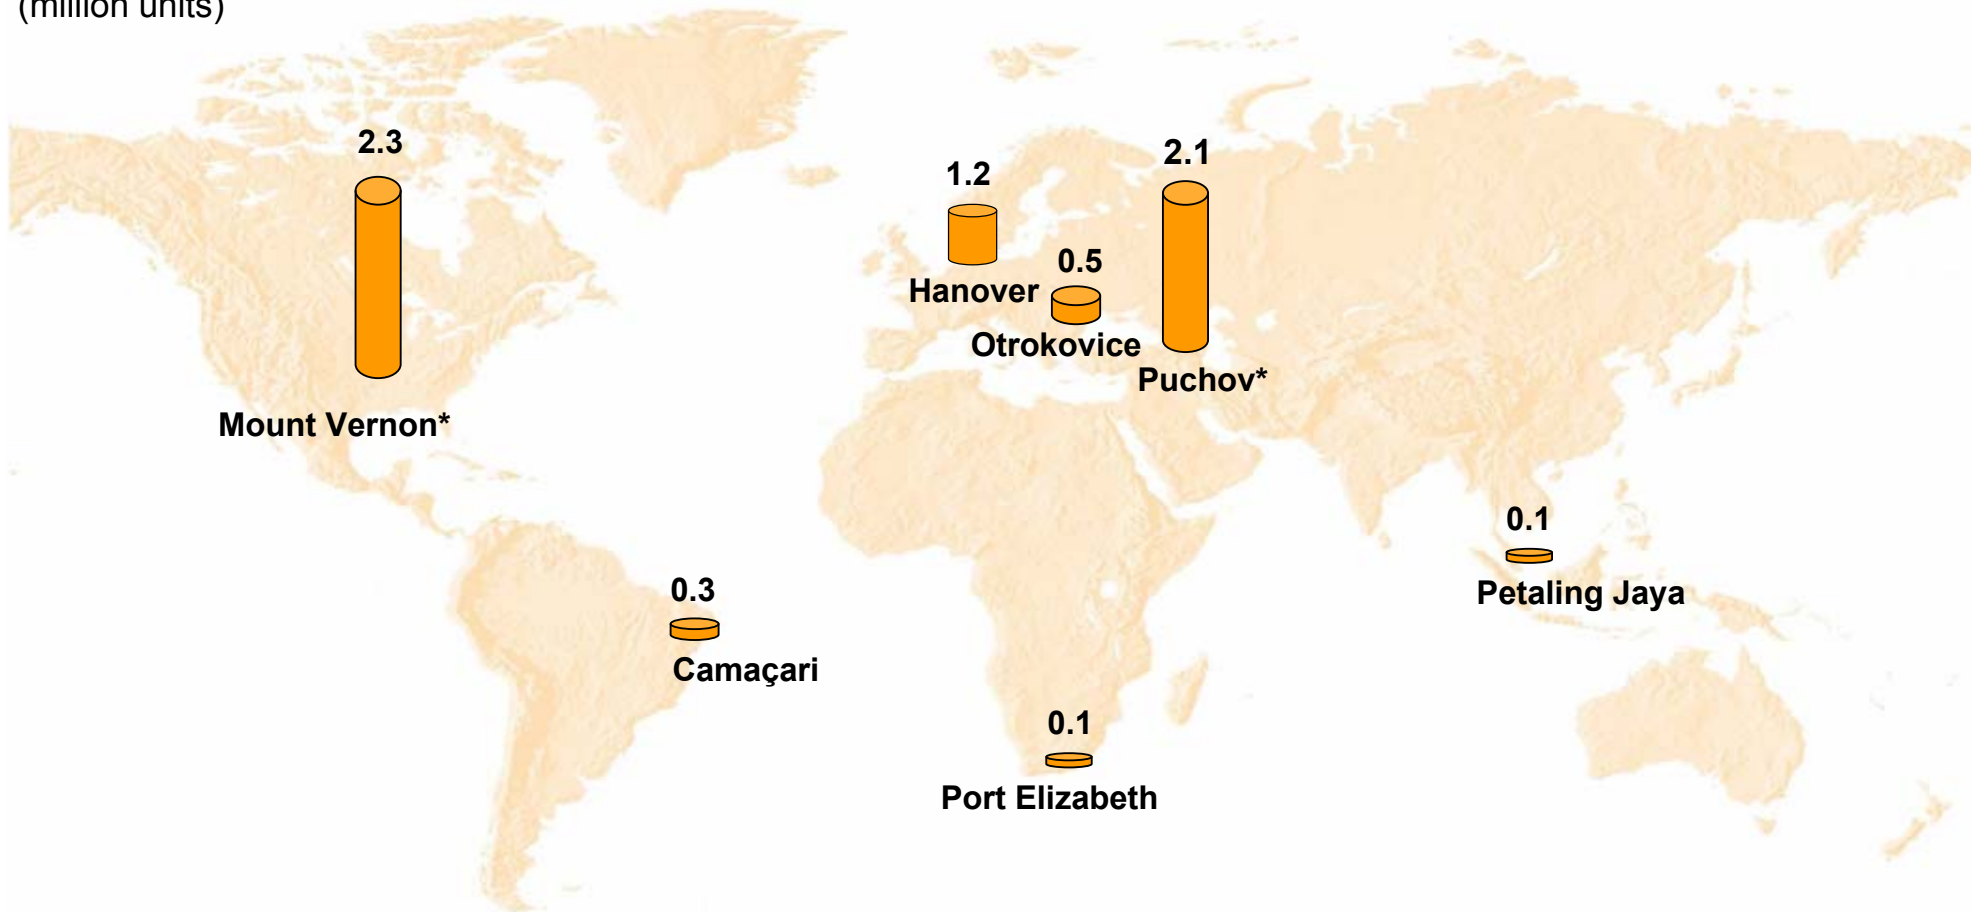 (million units)
2.3
Mount Vernon*
1.2
Hanover
0.5
Otrokovice
2.1
Puchov*
0.1
Petaling Jaya
0.3
Camaçari
0.1
Port Elizabeth